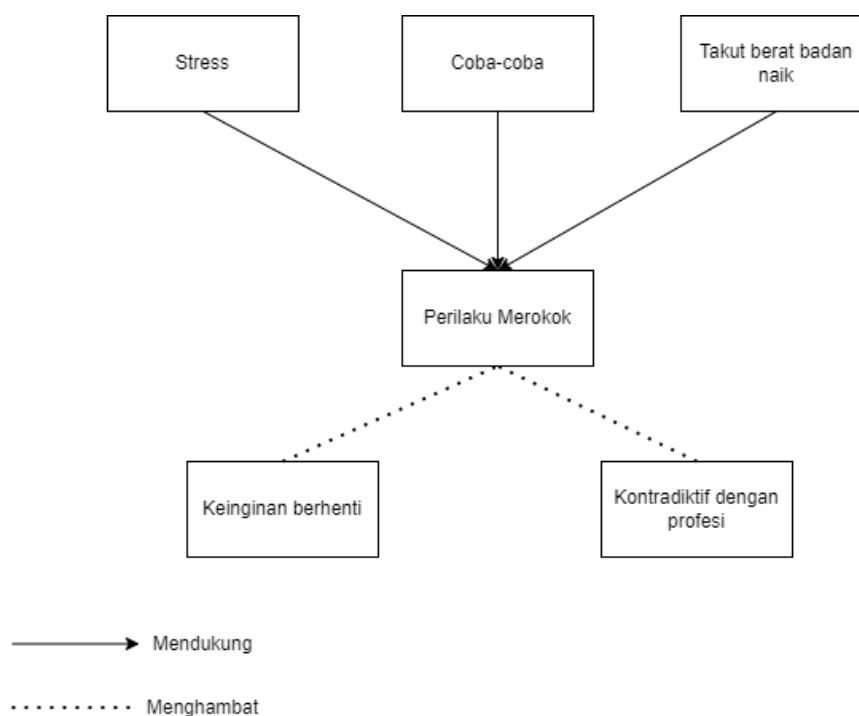 Stress
Coba-coba
Takut berat badan
naik
Perilaku Merokok
Keinginan berhenti
Kontradiktif dengan
profesi
Mendukung
Menghambat